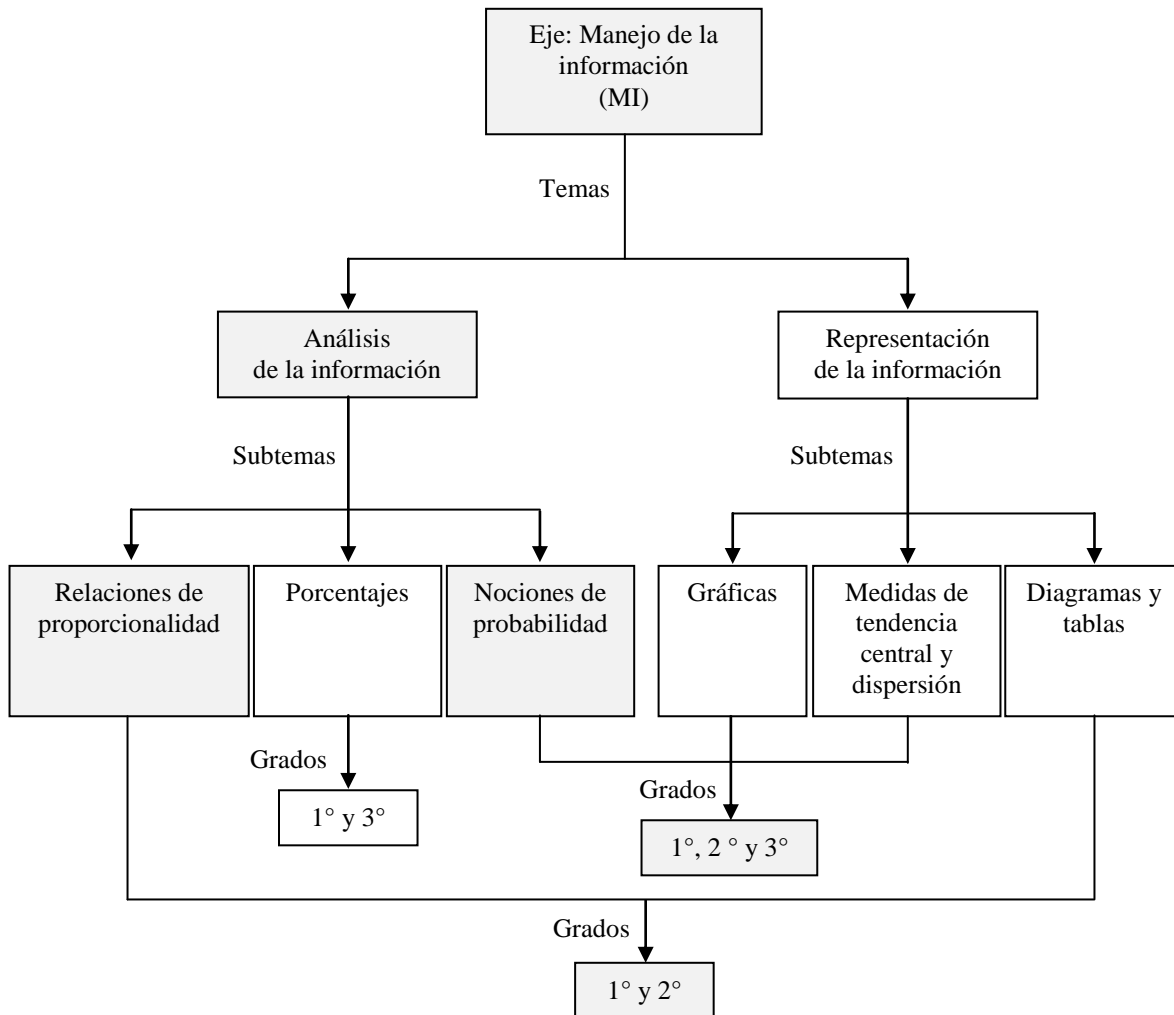 Eje: Manejo de la
información
(MI)
Temas
Análisis
de la información
Representación
de la información
Subtemas
Subtemas
Relaciones de
proporcionalidad
Porcentajes
Nociones de
probabilidad
Gráficas
Medidas de
tendencia
central y
dispersión
Diagramas y
tablas
Grados
1° y 3°
Grados
1°, 2 ° y 3°
Grados
1° y 2°